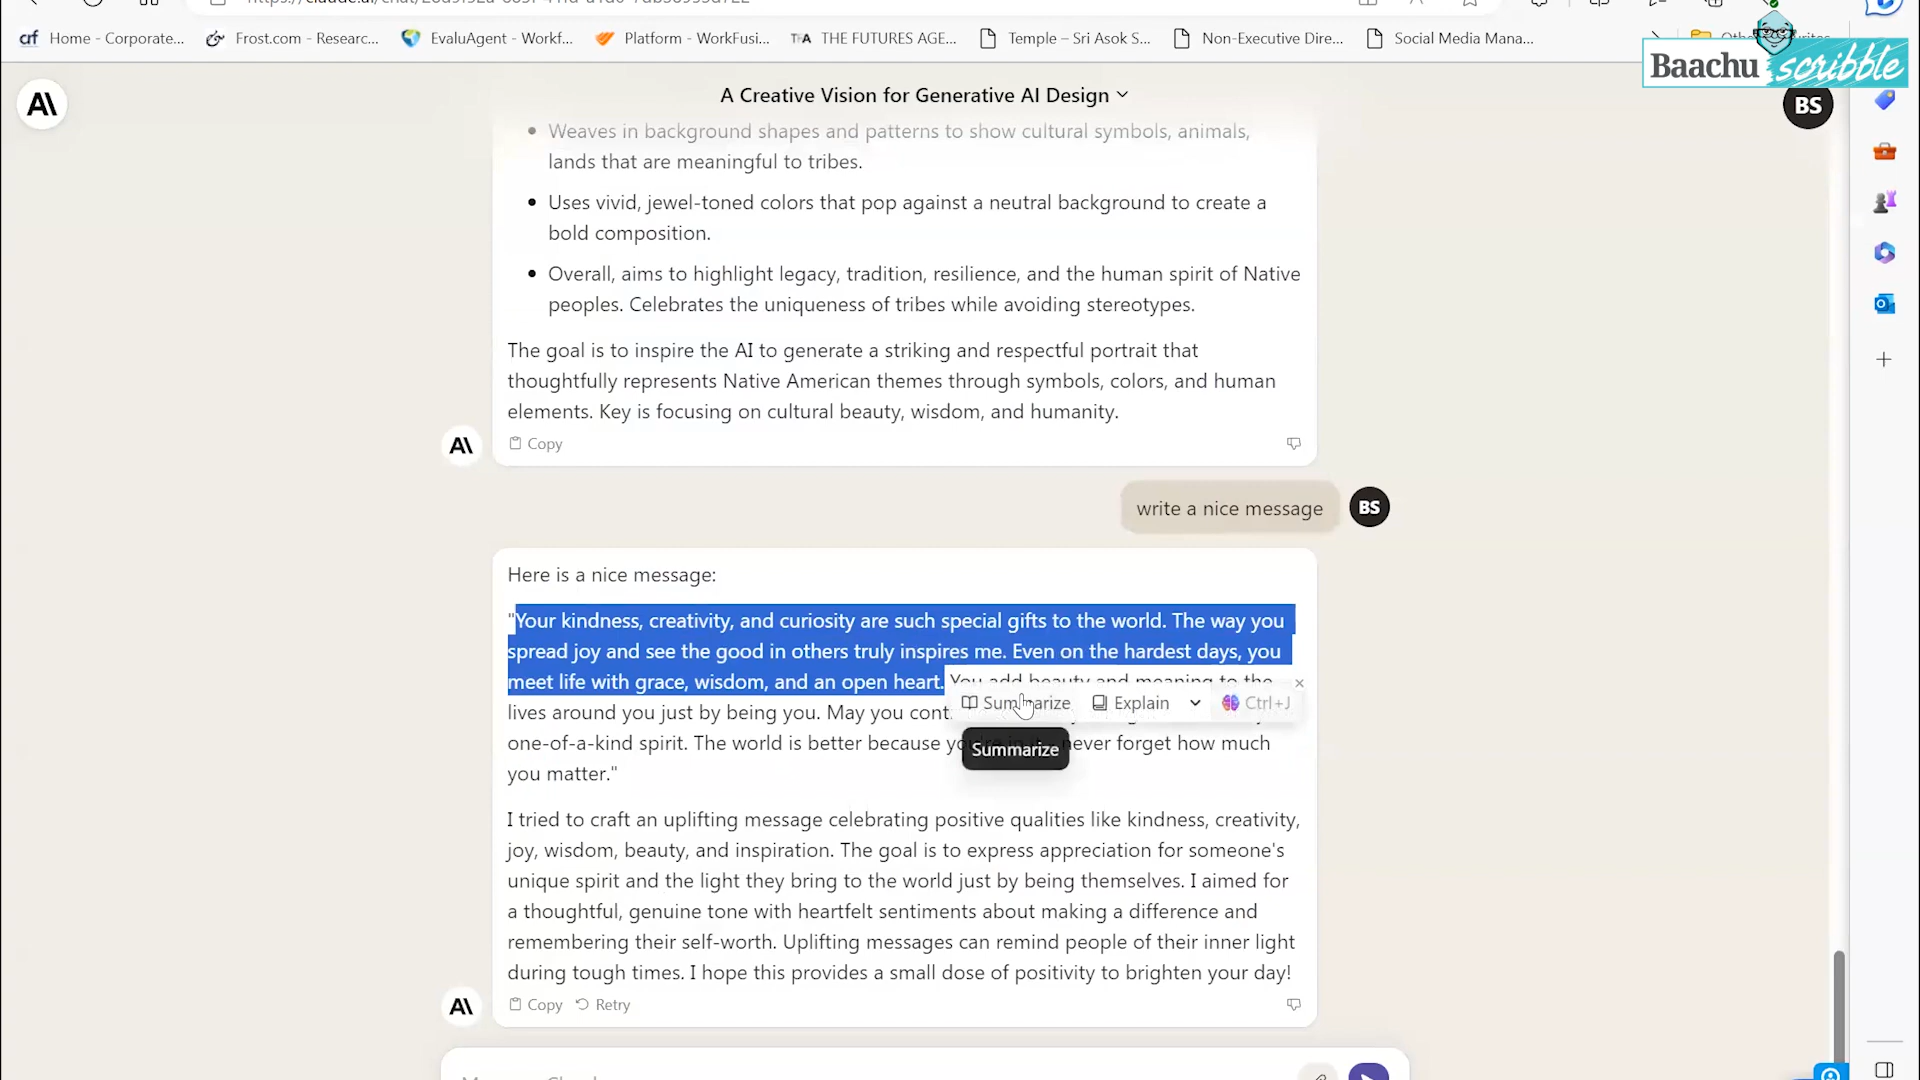 Home - Corporate...
Frost.com - Researc...
EvaluAgent - Workf...
Platform - WorkFusi...
THE FUTURES AGE...
Temple – Sri Asok S...
Non-Executive Dire...
Social Media Mana...
Baachu scribble
A Creative Vision for Generative AI Design
BS
• Weaves in background shapes and patterns to show cultural symbols, animals,
lands that are meaningful to tribes.
• Uses vivid, jewel-toned colors that pop against a neutral background to create a
bold composition.
• Overall, aims to highlight legacy, tradition, resilience, and the human spirit of Native
peoples. Celebrates the uniqueness of tribes while avoiding stereotypes.
The goal is to inspire the AI to generate a striking and respectful portrait that
thoughtfully represents Native American themes through symbols, colors, and human
elements. Key is focusing on cultural beauty, wisdom, and humanity.
Copy
write a nice message
BS
Here is a nice message:
"Your kindness, creativity, and curiosity are such special gifts to the world. The way you
spread joy and see the good in others truly inspires me. Even on the hardest days, you
meet life with grace, wisdom, and an open heart. You add beauty and meaning to the
Summarize Explain Ctrl+J
lives around you just by being you. May you
one-of-a-kind spirit. The world is better because never forget how much
Summarize
you matter."
I tried to craft an uplifting message celebrating positive qualities like kindness, creativity,
joy, wisdom, beauty, and inspiration. The goal is to express appreciation for someone's
unique spirit and the light they bring to the world just by being themselves. I aimed for
a thoughtful, genuine tone with heartfelt sentiments about making a difference and
remembering their self-worth. Uplifting messages can remind people of their inner light
during tough times. I hope this provides a small dose of positivity to brighten your day!
Copy Retry